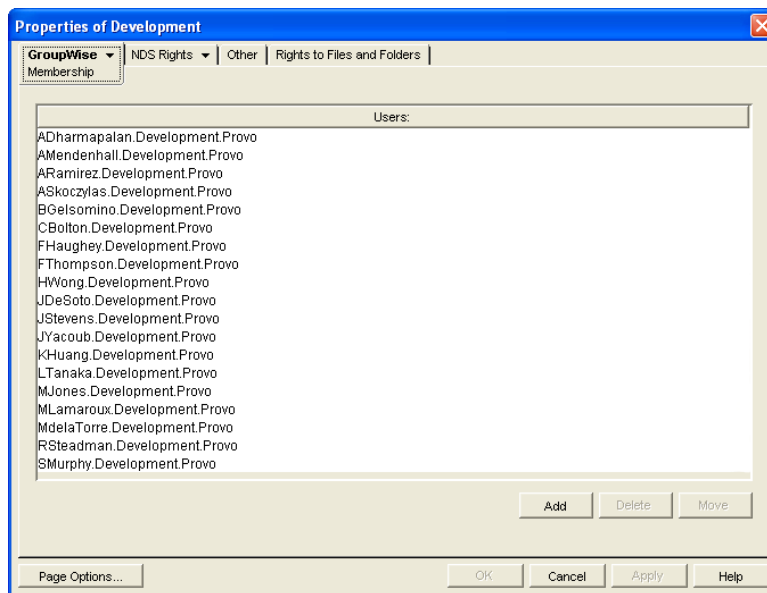 Properties of Development
GroupWise NDS Rights Other Rights to Files and Folders
Membership
Users:
ADharmapalan.Development.Provo
AMendenhall.Development.Provo
ARamirez.Development.Provo
ASkoczylas.Development.Provo
BGelsomino.Development.Provo
CBolton.Development.Provo
FHaughey.Development.Provo
FThompson.Development.Provo
HWong.Development.Provo
JDeSoto.Development.Provo
JStevens.Development.Provo
JYacoub.Development.Provo
KHuang.Development.Provo
LTanaka.Development.Provo
MJones.Development.Provo
MLamaroux.Development.Provo
MdelaTorre.Development.Provo
RSteadman.Development.Provo
SMurphy.Development.Provo
Add Delete Move
Page Options... OK Cancel Apply Help